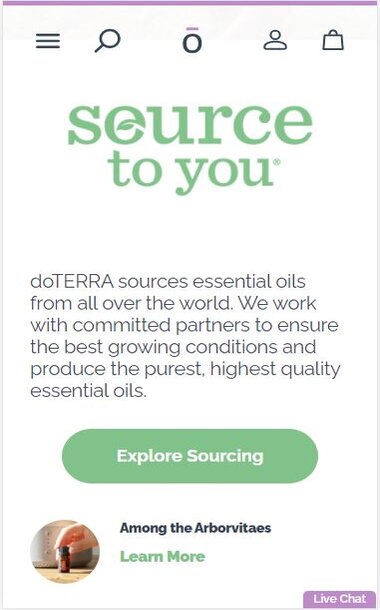 ō
source
to you®
doTERRA sources essential oils
from all over the world. We work
with committed partners to ensure
the best growing conditions and
produce the purest, highest quality
essential oils.
Explore Sourcing
Among the Arborvitaes
Learn More
Live Chat